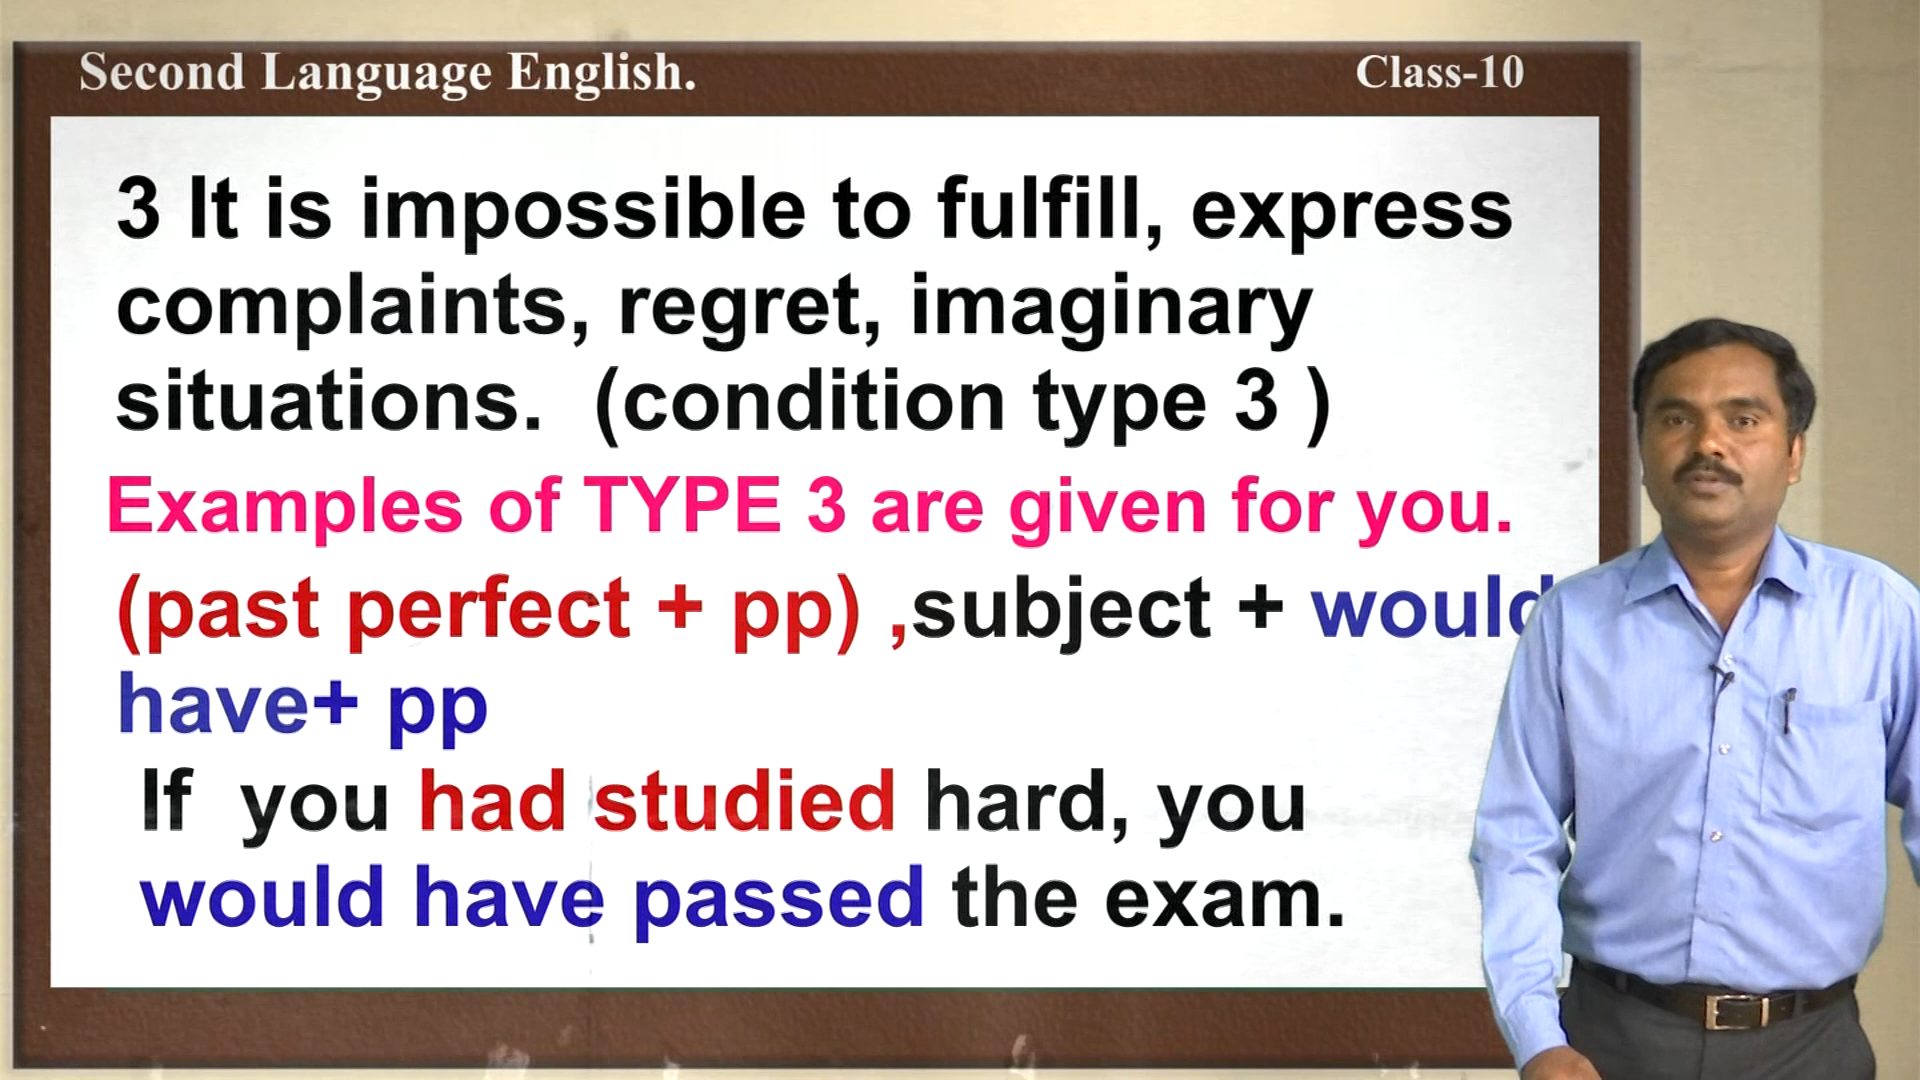 Second Language English.
Class-10
3 It is impossible to fulfill, express
complaints, regret, imaginary
situations. (condition type 3 )
Examples of TYPE 3 are given for you.
(past perfect + pp) ,subject + would
have+ pp
If you had studied hard, you
would have passed the exam.